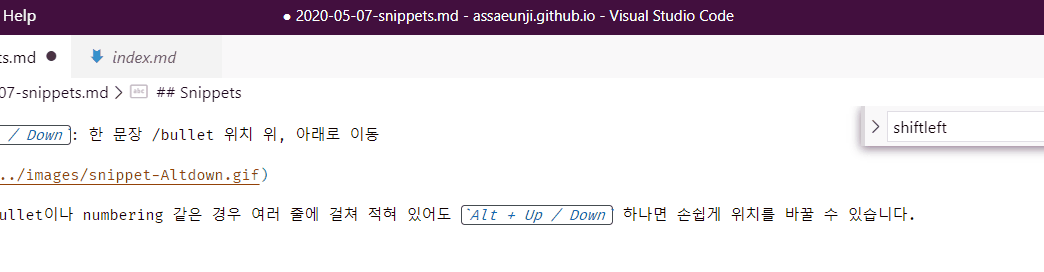 Help ● 2020-05-07-snippets.md - assaeunji.github.io - Visual Studio Code
ts.md ● index.md
07-snippets.md > abc ## Snippets
shiftleft
/ Down`: 한 문장 /bullet 위치 위, 아래로 이동
../images/snippet-Altdown.gif)
ullet이나 numbering 같은 경우 여러 줄에 걸쳐 적혀 있어도 `Alt + Up / Down` 하나면 손쉽게 위치를 바꿀 수 있습니다.